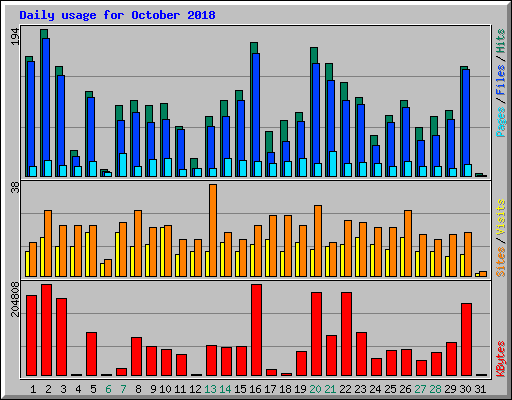 Daily usage for October 2018
194
Pages / Files / Hits
38
Sites / Visits
204808
KBytes
1 2 3 4 5 6 7 8 9 10 11 12 13 14 15 16 17 18 19 20 21 22 23 24 25 26 27 28 29 30 31